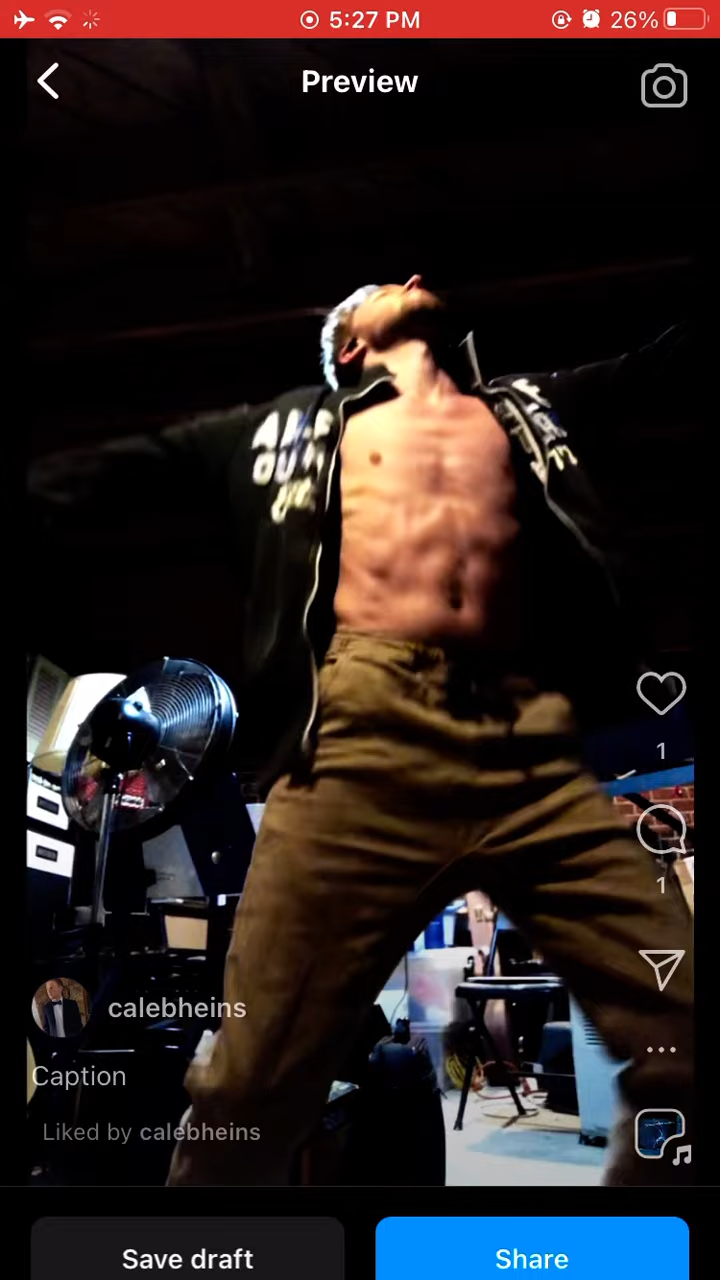 5:27 PM
26%
Preview
1
1
calebheins
Caption
Liked by calebheins
Save draft
Share